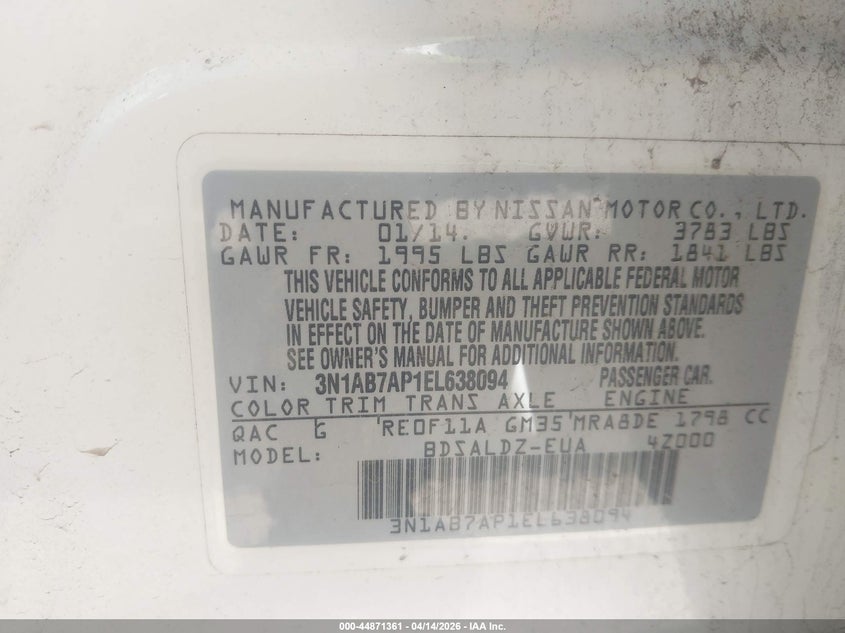 MANUFACTURED BY NISSAN MOTOR CO., LTD.
DATE: 01/14 GVWR: 3783 LBS
GAWR FR: 1995 LBS GAWR RR: 1841 LBS
THIS VEHICLE CONFORMS TO ALL APPLICABLE FEDERAL MOTOR
VEHICLE SAFETY, BUMPER AND THEFT PREVENTION STANDARDS
IN EFFECT ON THE DATE OF MANUFACTURE SHOWN ABOVE.
SEE OWNER'S MANUAL FOR ADDITIONAL INFORMATION.
VIN: 3N1AB7AP1EL638094 PASSENGER CAR.
COLOR TRIM TRANS AXLE ENGINE
QAC G RE0F11A GM35 MRA8DE 1798 CC
MODEL: BDSALDZ-EUA 4Z000
3N1AB7AP1EL638094
000-44871361 | 04/14/2026 - IAA Inc.